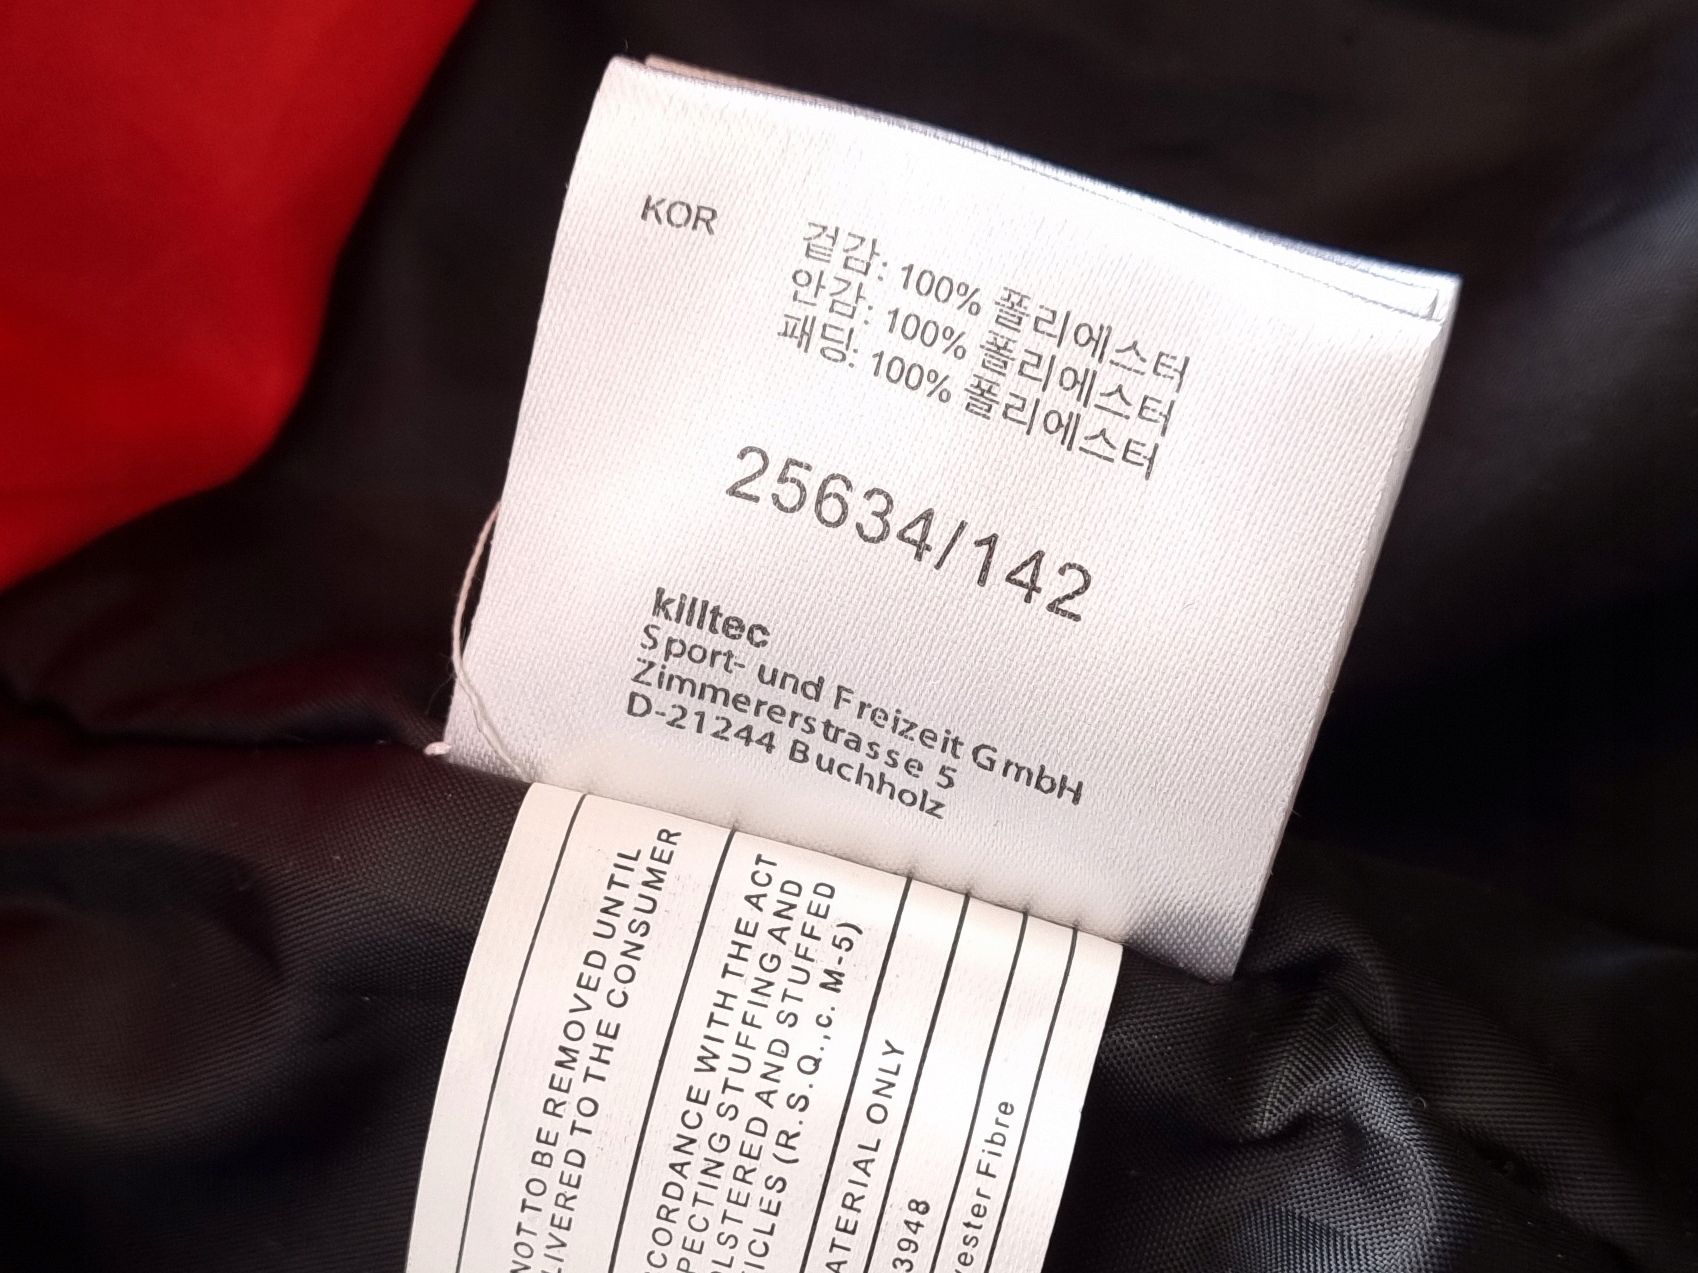 KOR
겉감: 100% 폴리에스터
안감: 100% 폴리에스터
패딩: 100% 폴리에스터
25634/142
killtec
Sport- und Freizeit GmbH
Zimmererstrasse 5
D-21244 Buchholz
NOT TO BE REMOVED UNTIL
LIVERED TO THE CONSUMER
CORDANCE WITH THE ACT
PECTING STUFFING AND
LSTERED AND STUFFED
ICLES (R.S.Q.,c. M-5)
ATERIAL ONLY
3948
ester Fibre